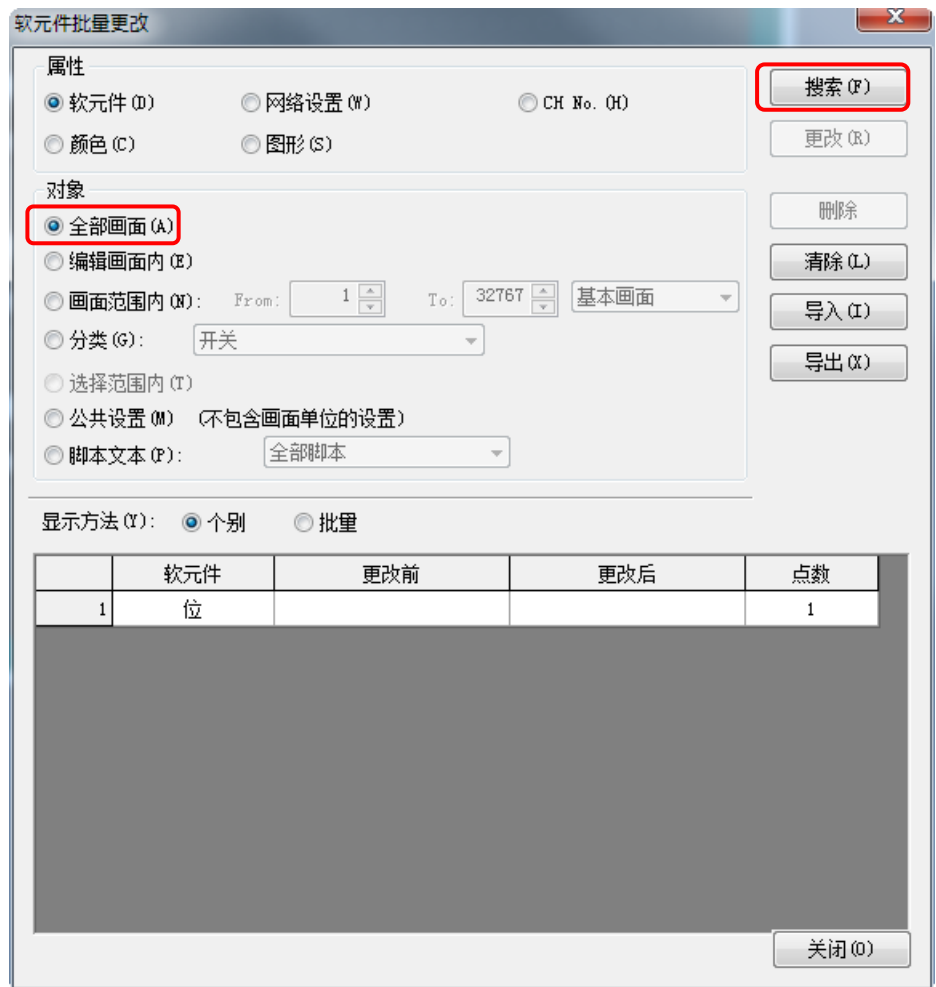 软元件批量更改
属性
软元件(D) 网络设置(W) CH No. (H)
颜色(C) 图形(S)
搜索(F)
更改(R)
对象
全部画面(A)
编辑画面内(E)
画面范围内(N): From: 1 To: 32767 基本画面
分类(G): 开关
选择范围内(T)
公共设置(M) (不包含画面单位的设置)
脚本文本(P): 全部脚本
删除
清除(L)
导入(I)
导出(X)
显示方法(Y): 个别 批量
软元件 更改前 更改后 点数
1 位 1
关闭(O)